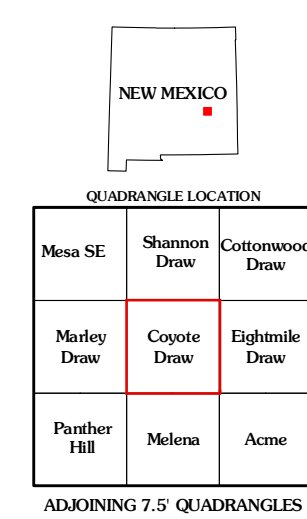 NEW MEXICO
QUADRANGLE LOCATION
Mesa SE
Shannon
Draw
Cottonwood
Draw
Marley
Draw
Coyote
Draw
Eightmile
Draw
Panther
Hill
Melena
Acme
ADJOINING 7.5' QUADRANGLES